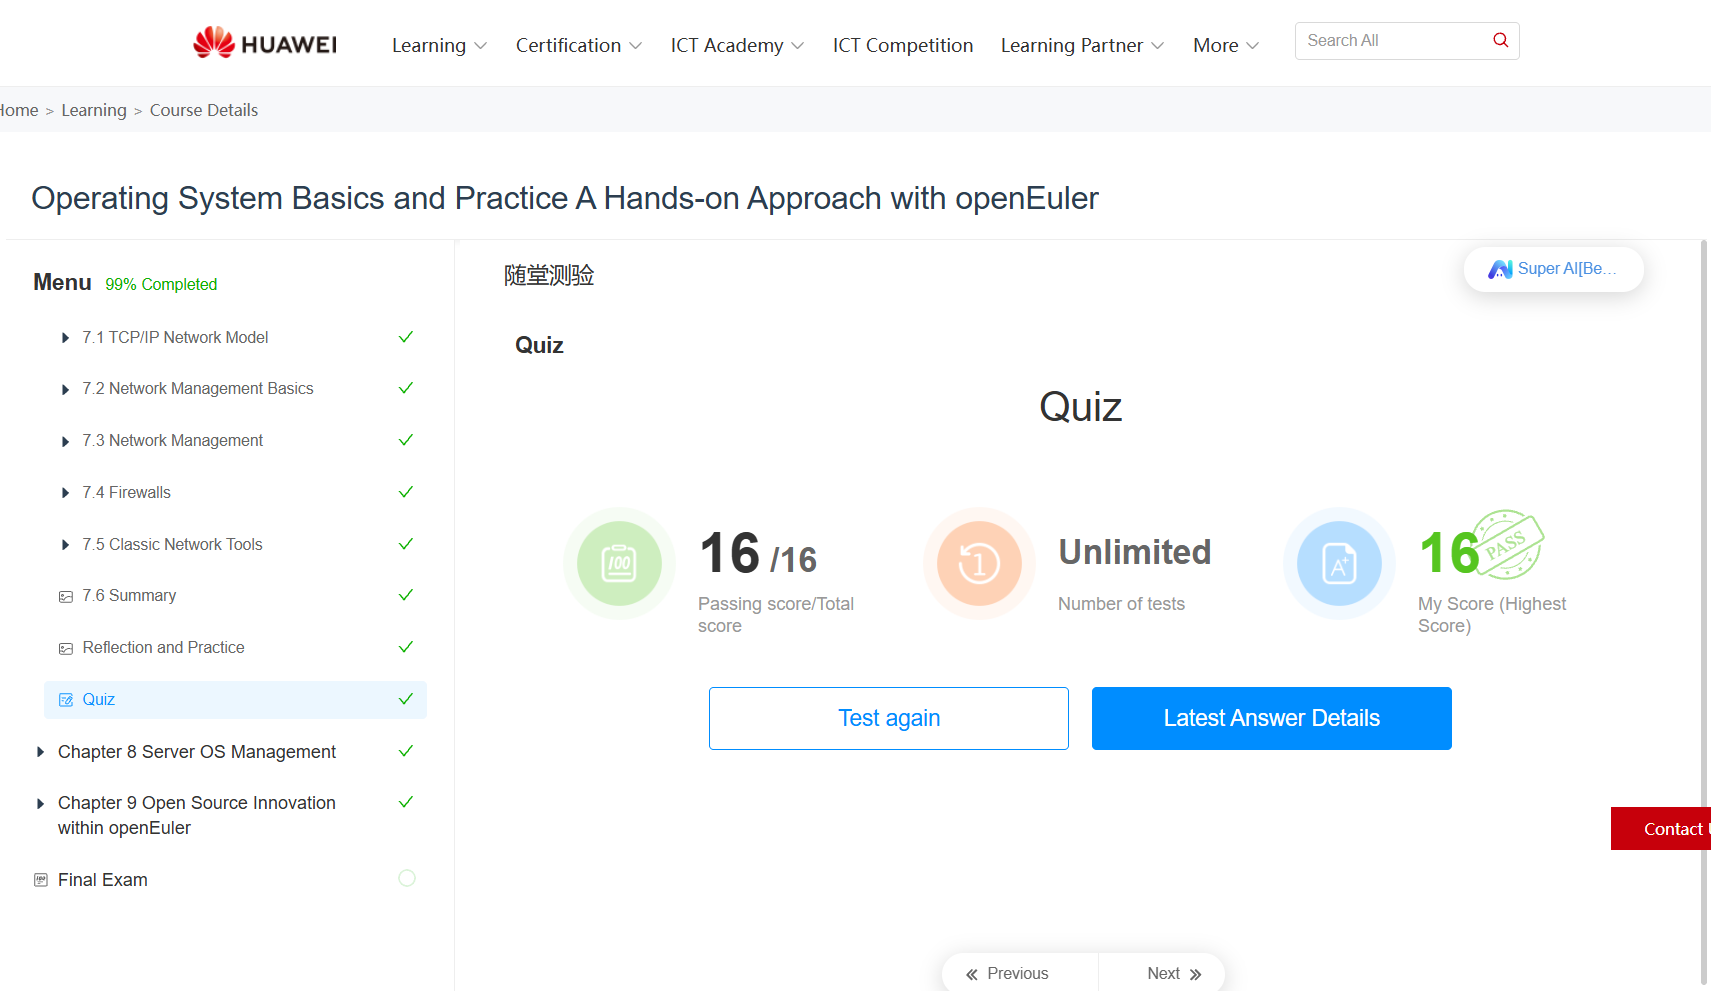 HUAWEI
Learning
Certification
ICT Academy
ICT Competition
Learning Partner
More
Search All
Home > Learning > Course Details
Operating System Basics and Practice A Hands-on Approach with openEuler
Menu 99% Completed
7.1 TCP/IP Network Model
7.2 Network Management Basics
7.3 Network Management
7.4 Firewalls
7.5 Classic Network Tools
7.6 Summary
Reflection and Practice
Quiz
Chapter 8 Server OS Management
Chapter 9 Open Source Innovation
within openEuler
Final Exam
随堂测验
Super AI[Be...
Quiz
Quiz
100
16 /16
Passing score/Total
score
1
Unlimited
Number of tests
A+
16
PASS
My Score (Highest
Score)
Test again
Latest Answer Details
Contact U
Previous
Next